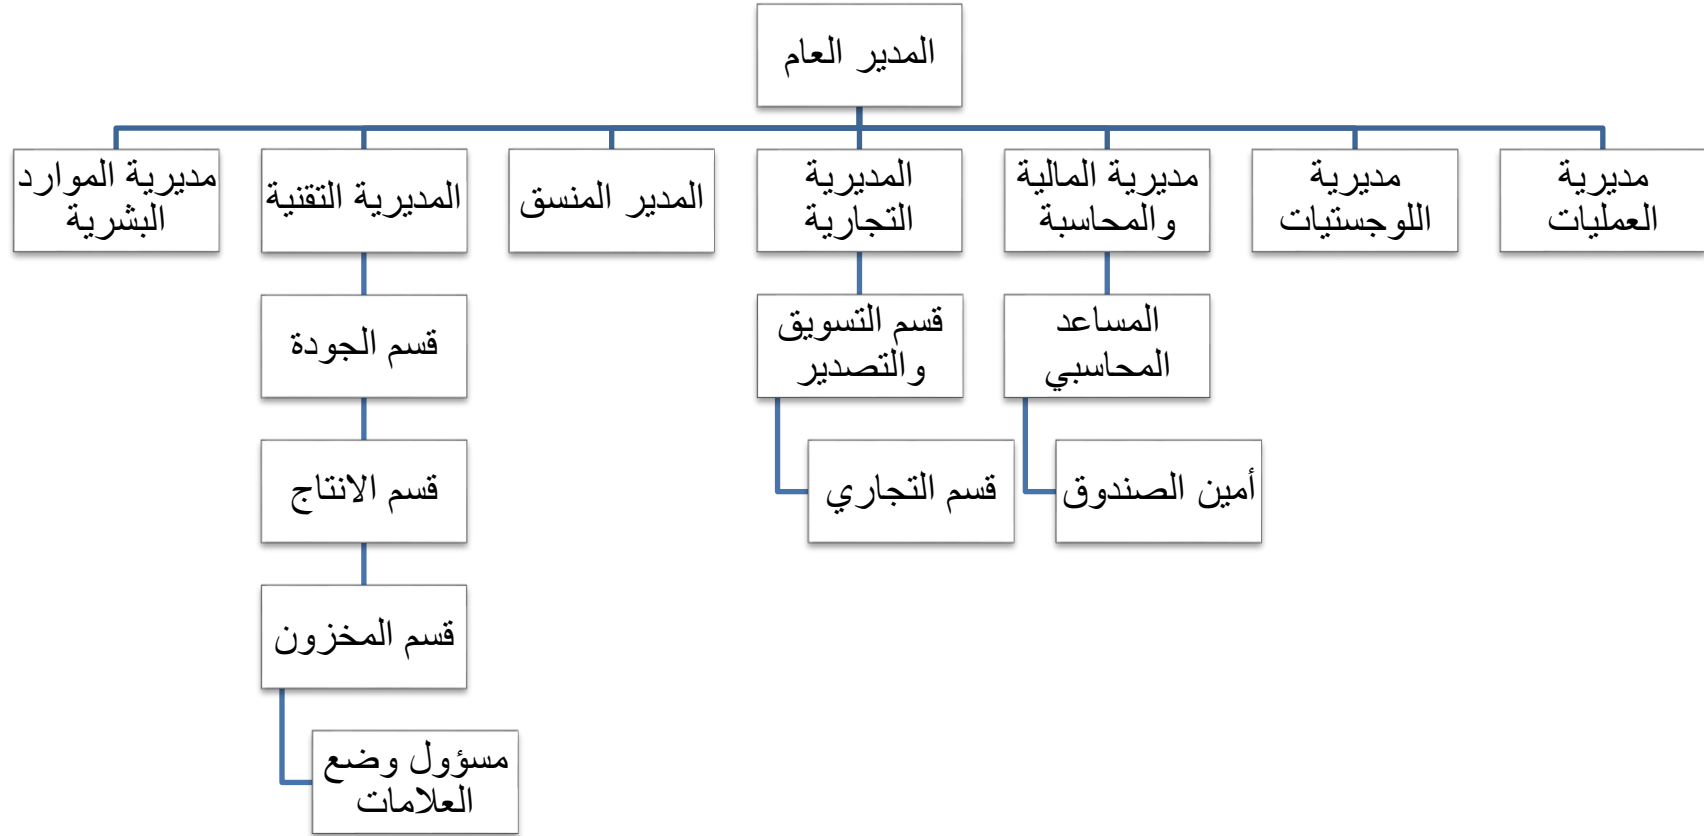 المدير العام
مديرية
العمليات
مديرية
اللوجستيات
مديرية المالية
والمحاسبة
المديرية
التجارية
المدير المنسق
المديرية التقنية
مديرية الموارد
البشرية
المساعد
المحاسبي
قسم التسويق
والتصدير
قسم الجودة
أمين الصندوق
قسم التجاري
قسم الانتاج
قسم المخزون
مسؤول وضع
العلامات